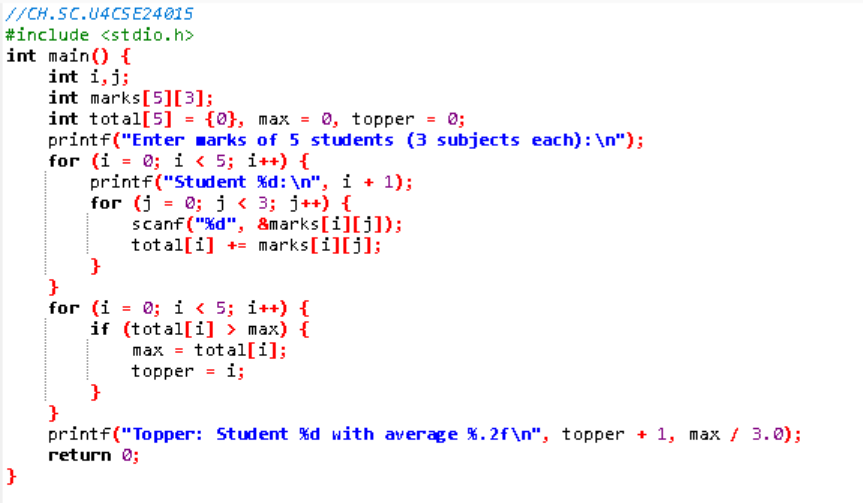 //CH.SC.U4CSE24015
#include <stdio.h>
int main() {
    int i,j;
    int marks[5][3];
    int total[5] = {0}, max = 0, topper = 0;
    printf("Enter marks of 5 students (3 subjects each):\n");
    for (i = 0; i < 5; i++) {
        printf("Student %d:\n", i + 1);
        for (j = 0; j < 3; j++) {
            scanf("%d", &marks[i][j]);
            total[i] += marks[i][j];
        }
    }
    for (i = 0; i < 5; i++) {
        if (total[i] > max) {
            max = total[i];
            topper = i;
        }
    }
    printf("Topper: Student %d with average %.2f\n", topper + 1, max / 3.0);
    return 0;
}